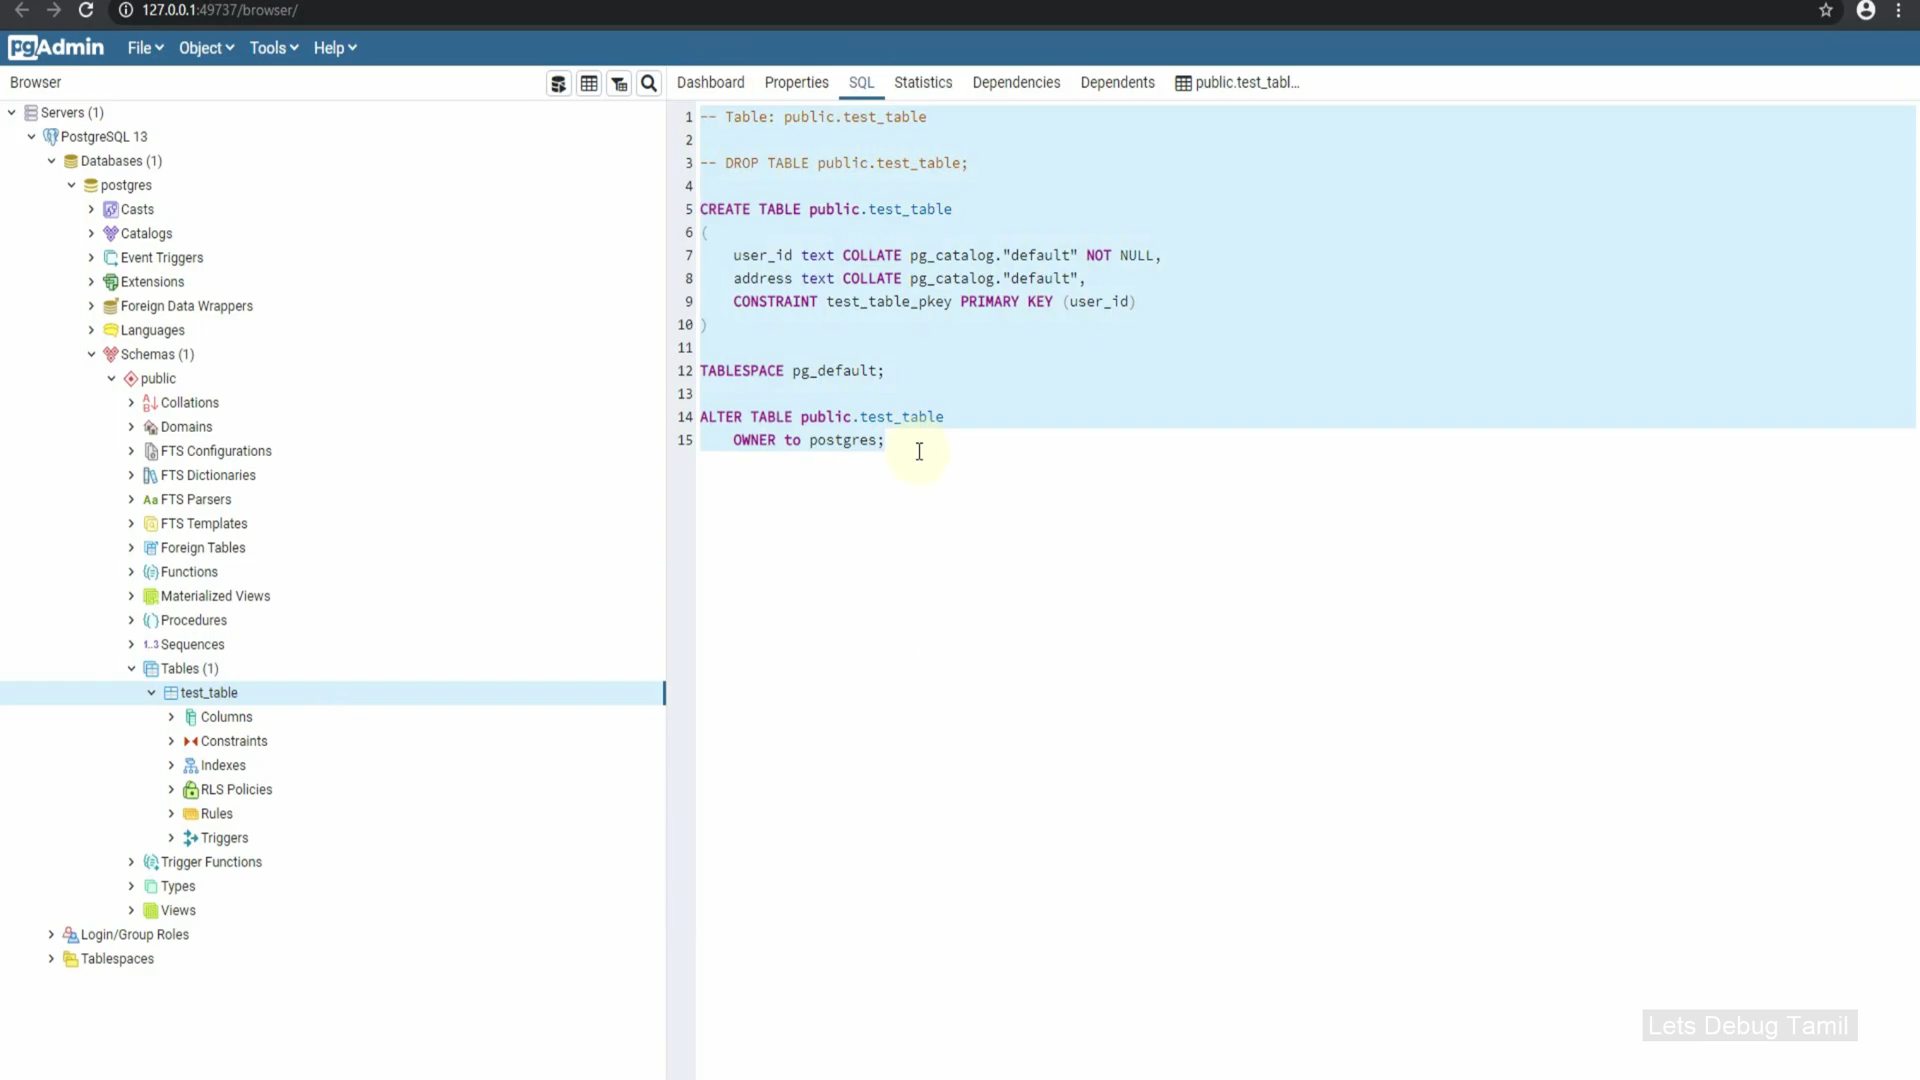 127.0.0.1:49737/browser/
pgAdmin File Object Tools Help
Browser
Dashboard Properties SQL Statistics Dependencies Dependents public.test_tabl...
Servers (1)
PostgreSQL 13
Databases (1)
postgres
Casts
Catalogs
Event Triggers
Extensions
Foreign Data Wrappers
Languages
Schemas (1)
public
Collations
Domains
FTS Configurations
FTS Dictionaries
Aa FTS Parsers
FTS Templates
Foreign Tables
Functions
Materialized Views
Procedures
1..3 Sequences
Tables (1)
test_table
Columns
Constraints
Indexes
RLS Policies
Rules
Triggers
Trigger Functions
Types
Views
Login/Group Roles
Tablespaces
1 -- Table: public.test_table
2
3 -- DROP TABLE public.test_table;
4
5 CREATE TABLE public.test_table
6 (
7 user_id text COLLATE pg_catalog."default" NOT NULL,
8 address text COLLATE pg_catalog."default",
9 CONSTRAINT test_table_pkey PRIMARY KEY (user_id)
10 )
11
12 TABLESPACE pg_default;
13
14 ALTER TABLE public.test_table
15 OWNER to postgres;
Lets Debug Tamil